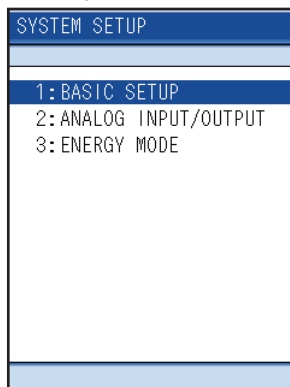 SYSTEM SETUP
1:BASIC SETUP
2:ANALOG INPUT/OUTPUT
3:ENERGY MODE